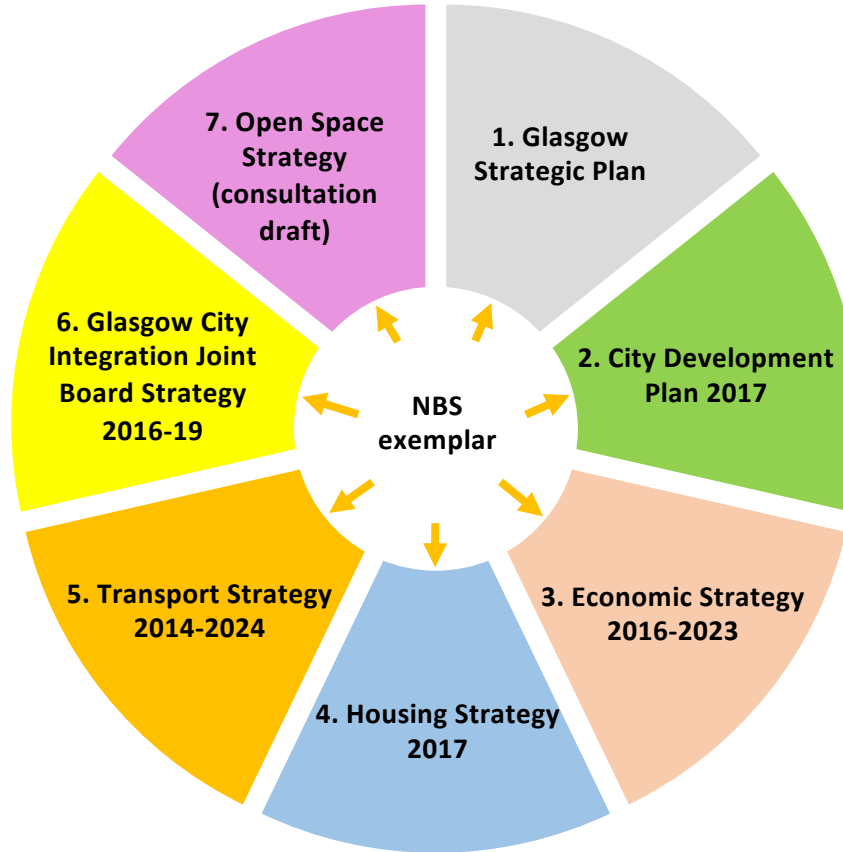 1. Glasgow
Strategic Plan
2. City Development
Plan 2017
3. Economic Strategy
2016-2023
4. Housing Strategy
2017
5. Transport Strategy
2014-2024
6. Glasgow City
Integration Joint
Board Strategy
2016-19
7. Open Space
Strategy
(consultation
draft)
NBS
exemplar